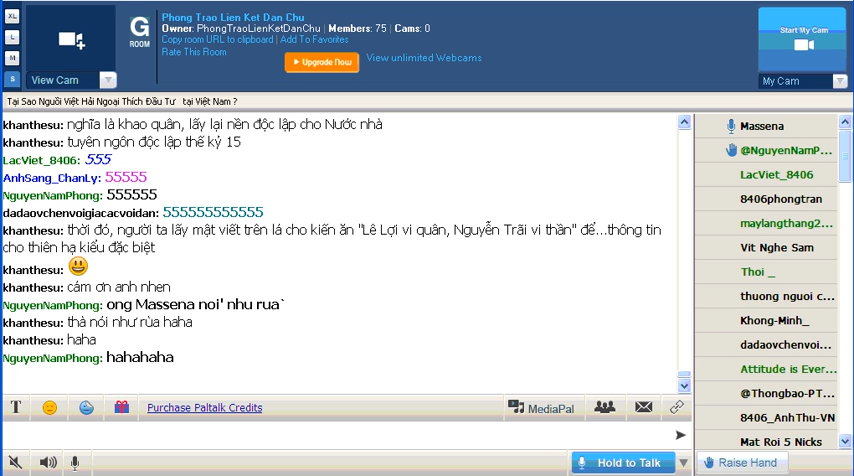 XL
L
M
S
View Cam
G
ROOM
Phong Trao Lien Ket Dan Chu
Owner: PhongTraoLienKetDanChu | Members: 75 | Cams: 0
Copy room URL to clipboard | Add To Favorites
Rate This Room
Upgrade Now
View unlimited Webcams
Start My Cam
My Cam
Tại Sao Người Việt Hải Ngoại Thích Đầu Tư tại Việt Nam ?
khanthesu: nghĩa là khao quân, lấy lại nền độc lập cho Nước nhà
khanthesu: tuyên ngôn độc lập thế kỷ 15
LacViet_8406: 555
AnhSang_ChanLy: 55555
NguyenNamPhong: 555555
dadaovchenvoigiacacvoidan: 555555555555
khanthesu: thời đó, người ta lấy mật viết trên lá cho kiến ăn "Lê Lợi vi quân, Nguyễn Trãi vi thần" để...thông tin
cho thiên hạ kiểu đặc biệt
khanthesu:
khanthesu: cám ơn anh nhen
NguyenNamPhong: ong Massena noi' nhu rua`
khanthesu: thà nói như rùa haha
khanthesu: haha
NguyenNamPhong: hahahaha
Massena
@NguyenNamP...
LacViet_8406
8406phongtran
maylangthang2...
Vit Nghe Sam
Thoi _
thuong nguoi c...
Khong-Minh_
dadaovchenvoi...
Attitude is Ever...
@Thongbao-PT...
8406_AnhThu-VN
Mat Roi 5 Nicks
T
Purchase Paltalk Credits
MediaPal
Hold to Talk
Raise Hand